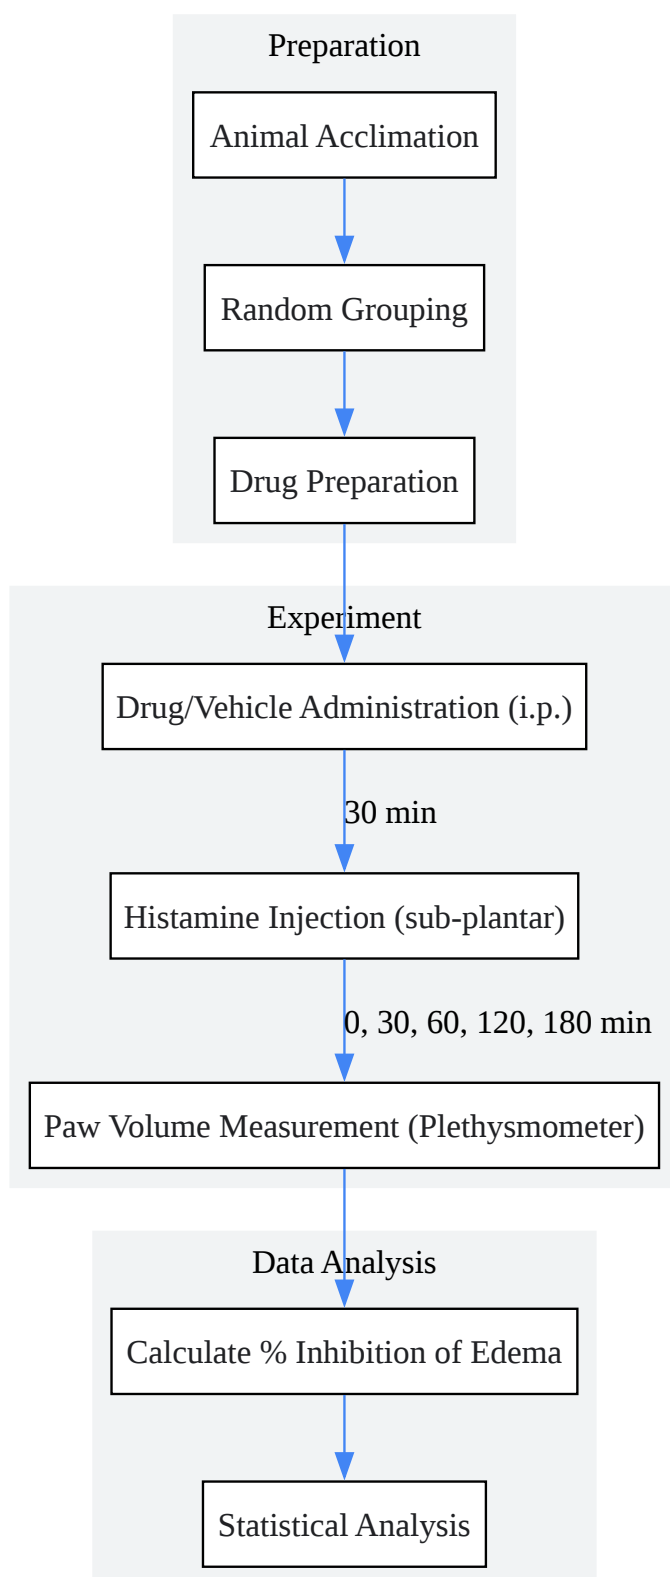 Preparation
Animal Acclimation
Random Grouping
Drug Preparation
Experiment
Drug/Vehicle Administration (i.p.)
30 min
Histamine Injection (sub-plantar)
0, 30, 60, 120, 180 min
Paw Volume Measurement (Plethysmometer)
Data Analysis
Calculate % Inhibition of Edema
Statistical Analysis